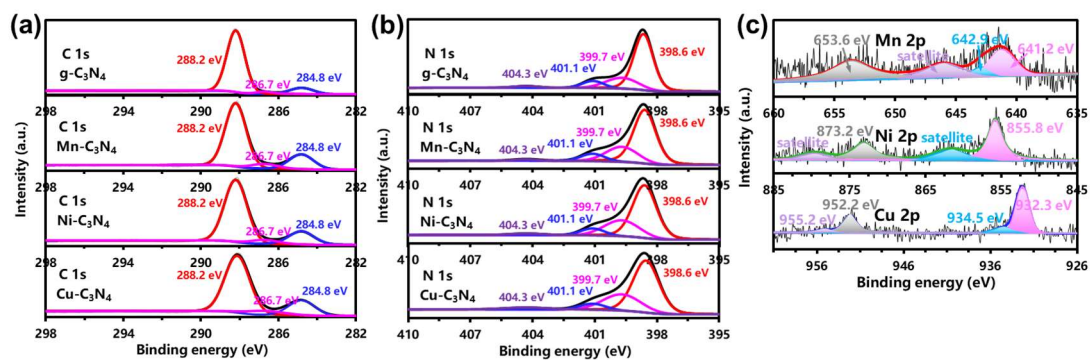 (a)
C 1s
g-C₃N₄
288.2 eV
286.7 eV
284.8 eV
298 294 290 286 282
C 1s
Mn-C₃N₄
288.2 eV
286.7 eV
284.8 eV
298 294 290 286 282
C 1s
Ni-C₃N₄
288.2 eV
286.7 eV
284.8 eV
298 294 290 286 282
C 1s
Cu-C₃N₄
288.2 eV
286.7 eV
284.8 eV
298 294 290 286 282
Binding energy (eV)
Intensity (a.u.)
(b)
N 1s
g-C₃N₄
404.3 eV
401.1 eV
399.7 eV
398.6 eV
410 407 404 401 398 395
N 1s
Mn-C₃N₄
404.3 eV
401.1 eV
399.7 eV
398.6 eV
410 407 404 401 398 395
N 1s
Ni-C₃N₄
404.3 eV
401.1 eV
399.7 eV
398.6 eV
410 407 404 401 398 395
N 1s
Cu-C₃N₄
404.3 eV
401.1 eV
399.7 eV
398.6 eV
410 407 404 401 398 395
Binding energy (eV)
Intensity (a.u.)
(c)
653.6 eV
Mn 2p
satellite
642.9 eV
641.2 eV
660 655 650 645 640 635
satellite
873.2 eV
Ni 2p
satellite
855.8 eV
885 875 865 855 845
955.2 eV
952.2 eV
Cu 2p
934.5 eV
932.3 eV
956 946 936 926
Binding energy (eV)
Intensity (a.u.)